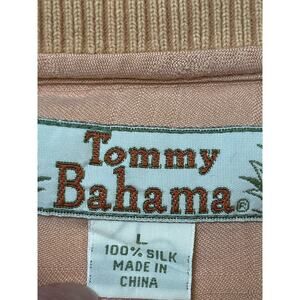 Tommy
Bahama®
L
100% SILK
MADE IN
CHINA